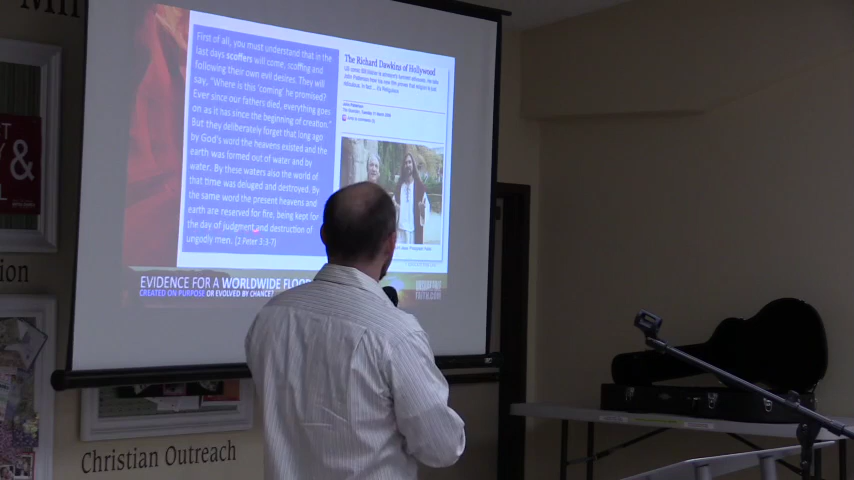 First of all, you must understand that in the
last days scoffers will come, scoffing and
following their own evil desires. They will
say, "Where is this 'coming' he promised?
Ever since our fathers died, everything goes
on as it has since the beginning of creation."
But they deliberately forget that long ago
by God's word the heavens existed and the
earth was formed out of water and by
water. By these waters also the world of
that time was deluged and destroyed. By
the same word the present heavens and
earth are reserved for fire, being kept for
the day of judgment and destruction of
ungodly men. (2 Peter 3:3-7)
The Richard Dawkins of Hollywood
EVIDENCE FOR A WORLDWIDE FLOO
CREATED ON PURPOSE OR EVOLVED BY CHANCE?
FAITH.COM
&
ion
Christian Outreach